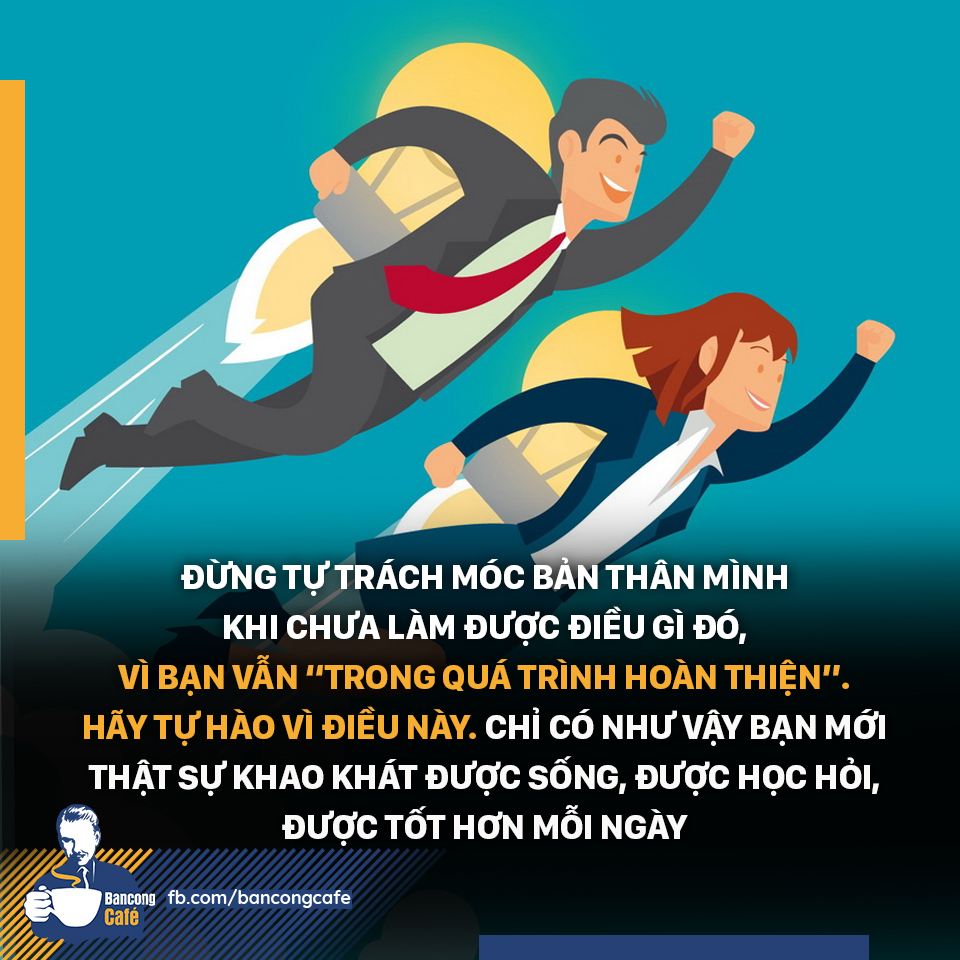 ĐỪNG TỰ TRÁCH MÓC BẢN THÂN MÌNH
KHI CHƯA LÀM ĐƯỢC ĐIỀU GÌ ĐÓ,
VÌ BẠN VẪN "TRONG QUÁ TRÌNH HOÀN THIỆN".
HÃY TỰ HÀO VÌ ĐIỀU NÀY. CHỈ CÓ NHƯ VẬY BẠN MỚI
THẬT SỰ KHAO KHÁT ĐƯỢC SỐNG, ĐƯỢC HỌC HỎI,
ĐƯỢC TỐT HƠN MỖI NGÀY
Bancong
Café
fb.com/bancongcafe